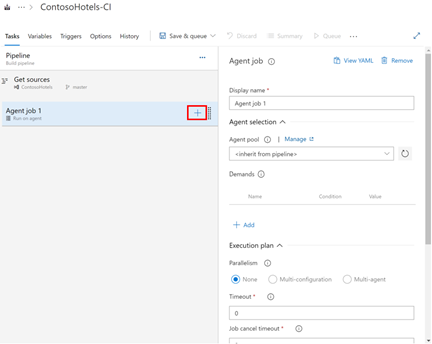 ContosoHotels-CI
Tasks Variables Triggers Options History Save & queue Discard Summary Queue
Pipeline
Build pipeline
Get sources
ContosoHotels master
Agent job 1
Run on agent
Agent job View YAML Remove
Display name *
Agent job 1
Agent selection
Agent pool | Manage
<inherit from pipeline>
Demands
Name Condition Value
+ Add
Execution plan
Parallelism
None Multi-configuration Multi-agent
Timeout *
0
Job cancel timeout *